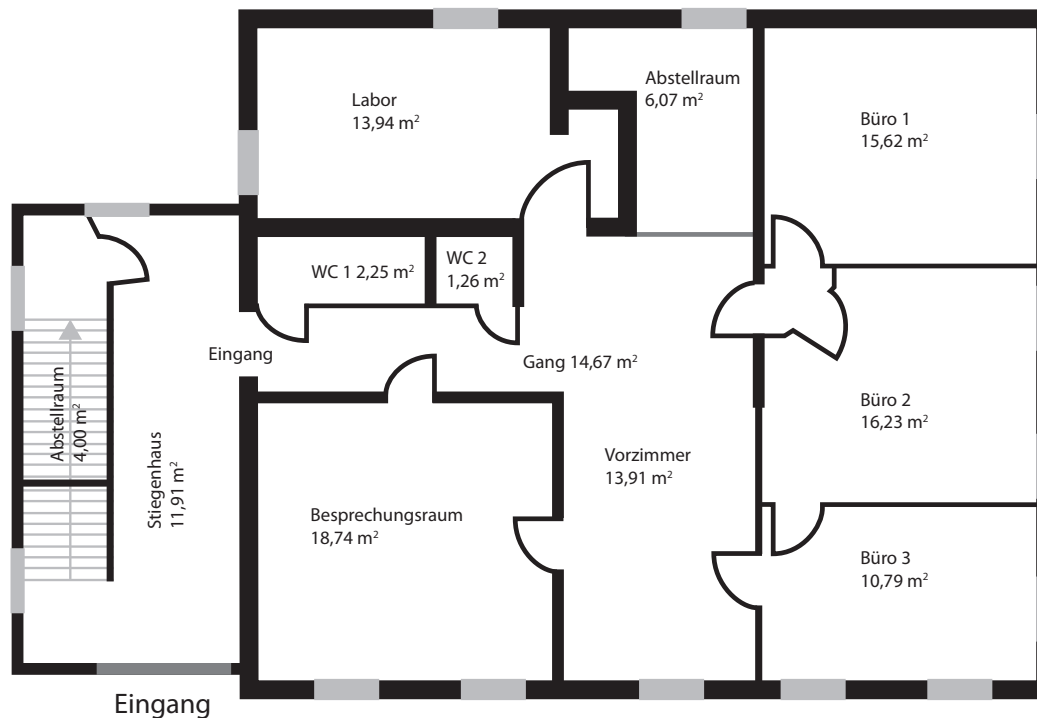 Labor
13,94 m²
Abstellraum
6,07 m²
Büro 1
15,62 m²
WC 1 2,25 m²
WC 2
1,26 m²
Eingang
Gang 14,67 m²
Abstellraum
4,00 m²
Stiegenhaus
11,91 m²
Büro 2
16,23 m²
Vorzimmer
13,91 m²
Besprechungsraum
18,74 m²
Büro 3
10,79 m²
Eingang